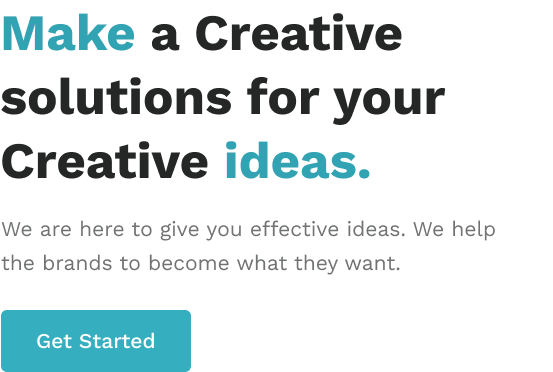 Make a Creative
solutions for your
Creative ideas.
We are here to give you effective ideas. We help
the brands to become what they want.
Get Started